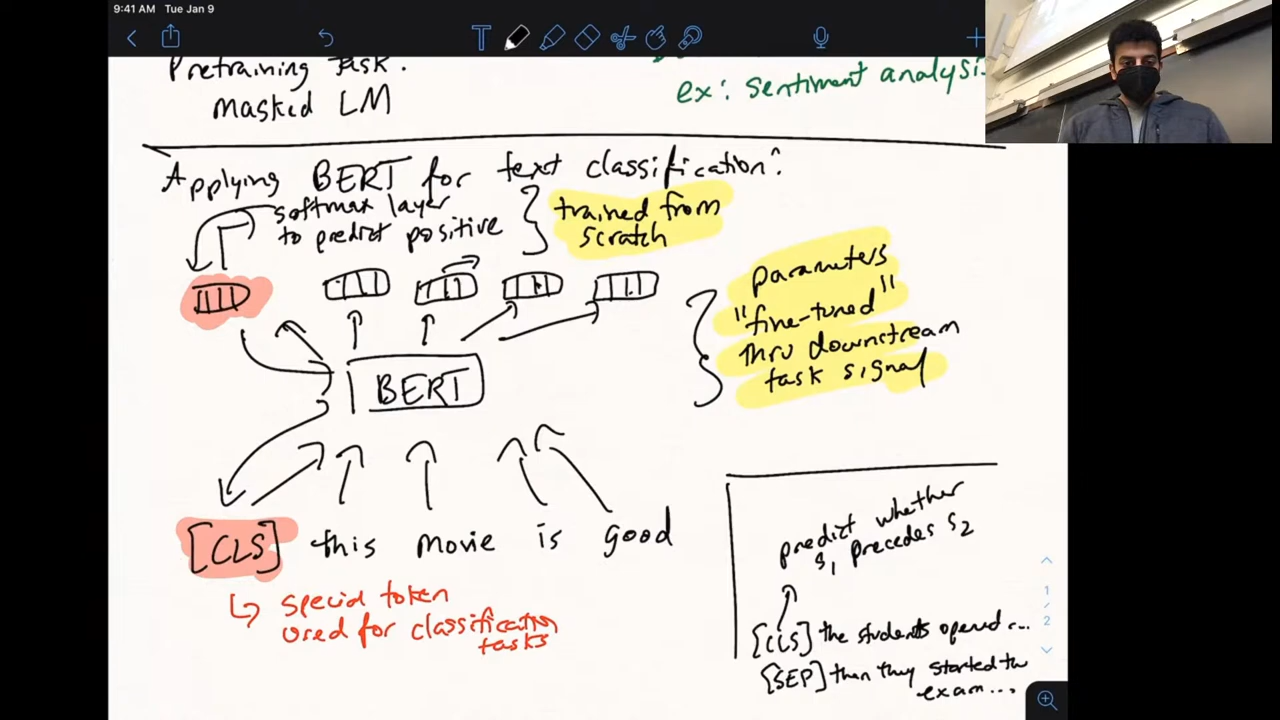 9:41 AM Tue Jan 9
Pretraining task:
masked LM
ex: sentiment analysis
Applying BERT for text classification:
softmax layer
to predict positive
trained from
scratch
parameters
"fine-tuned"
thru downstream
task signal
BERT
[CLS] this movie is good
↳ special token
used for classification
tasks
predict whether
s1 precedes s2
[CLS] the students opened ...
[SEP] then they started the
exam...
1
/
2